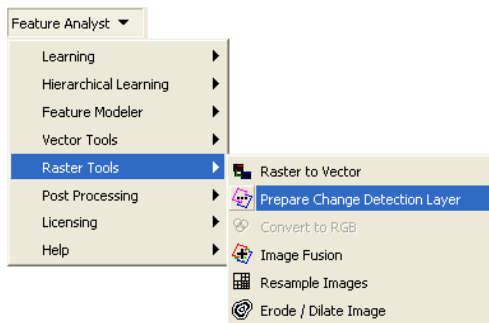 Feature Analyst
Learning
Hierarchical Learning
Feature Modeler
Vector Tools
Raster Tools
Post Processing
Licensing
Help
Raster to Vector
Prepare Change Detection Layer
Convert to RGB
Image Fusion
Resample Images
Erode / Dilate Image